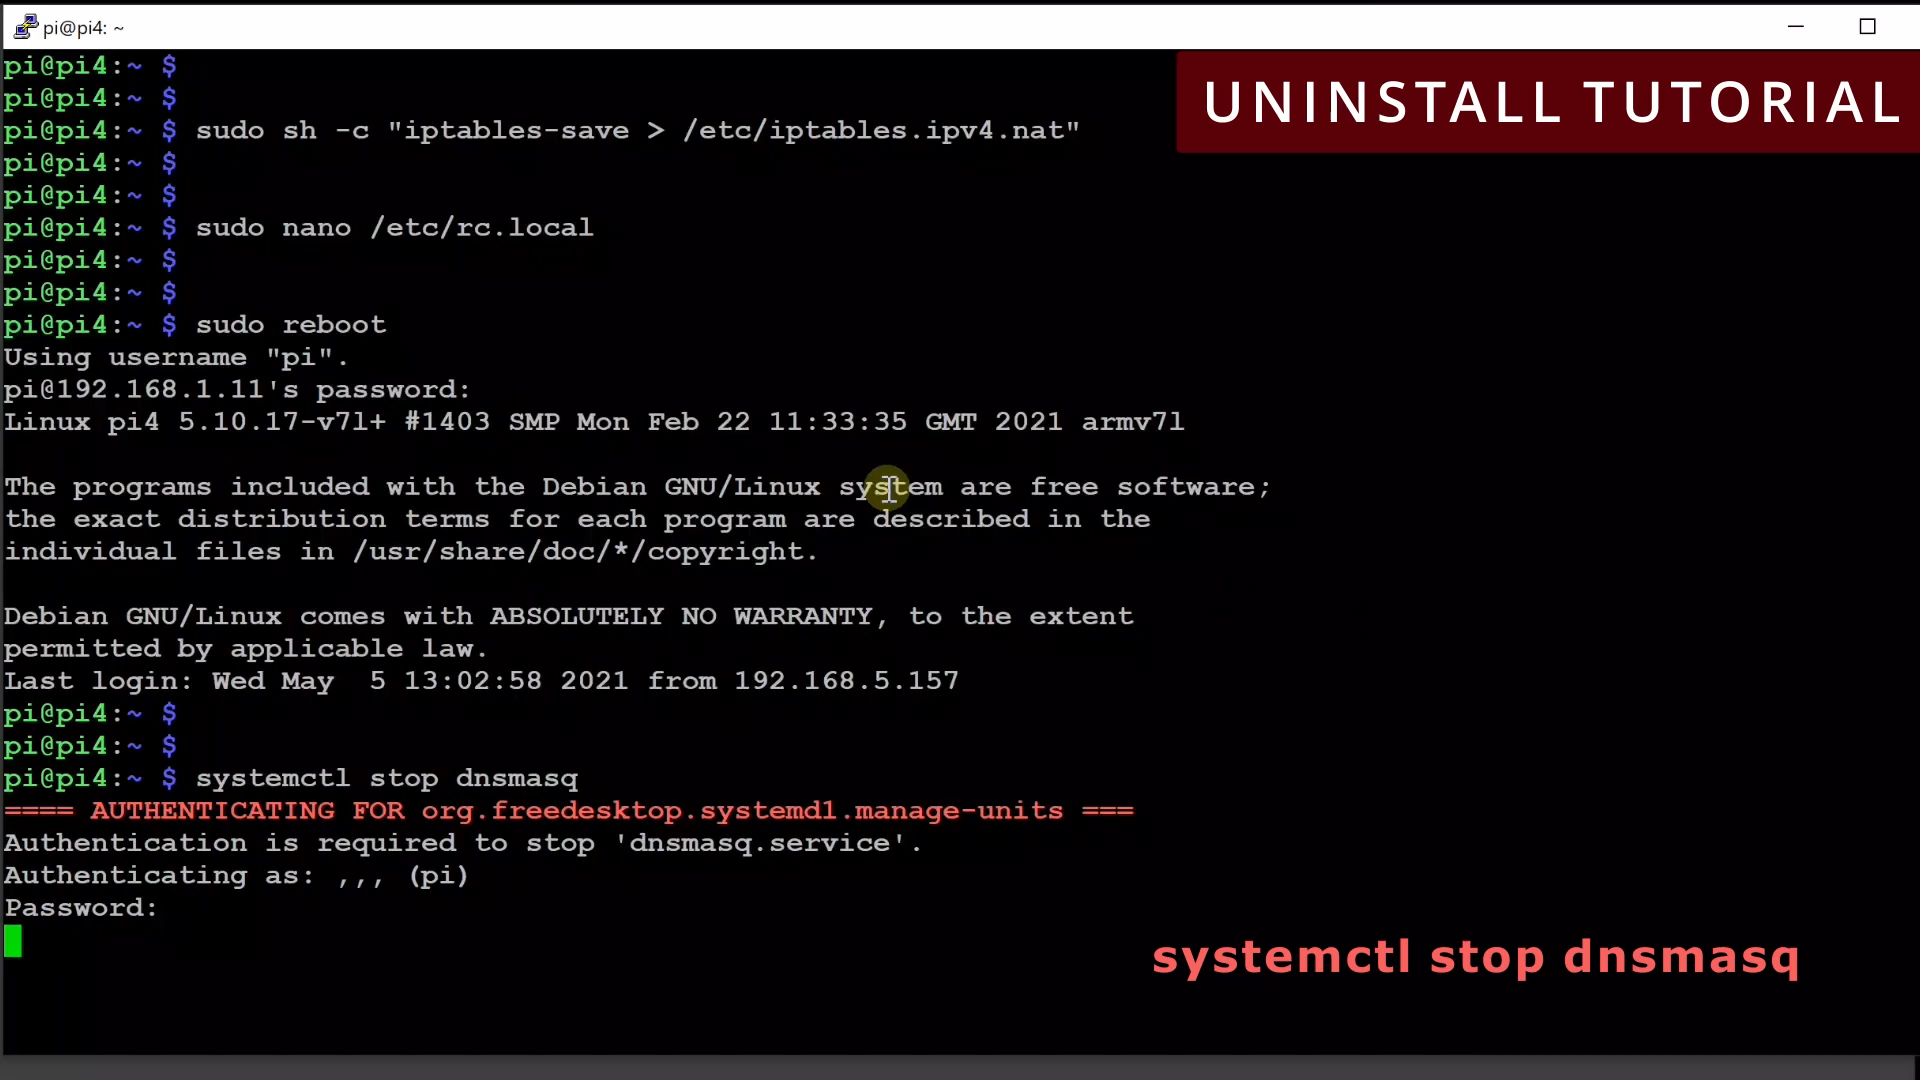 pi@pi4: ~
pi@pi4:~ $
UNINSTALL TUTORIAL
pi@pi4:~ $
pi@pi4:~ $ sudo sh -c "iptables-save > /etc/iptables.ipv4.nat"
pi@pi4:~ $
pi@pi4:~ $
pi@pi4:~ $ sudo nano /etc/rc.local
pi@pi4:~ $
pi@pi4:~ $
pi@pi4:~ $ sudo reboot
Using username "pi".
pi@192.168.1.11's password:
Linux pi4 5.10.17-v7l+ #1403 SMP Mon Feb 22 11:33:35 GMT 2021 armv7l
The programs included with the Debian GNU/Linux system are free software;
the exact distribution terms for each program are described in the
individual files in /usr/share/doc/*/copyright.
Debian GNU/Linux comes with ABSOLUTELY NO WARRANTY, to the extent
permitted by applicable law.
Last login: Wed May  5 13:02:58 2021 from 192.168.5.157
pi@pi4:~ $
pi@pi4:~ $
pi@pi4:~ $ systemctl stop dnsmasq
==== AUTHENTICATING FOR org.freedesktop.systemd1.manage-units ===
Authentication is required to stop 'dnsmasq.service'.
Authenticating as: ,,, (pi)
Password:
systemctl stop dnsmasq